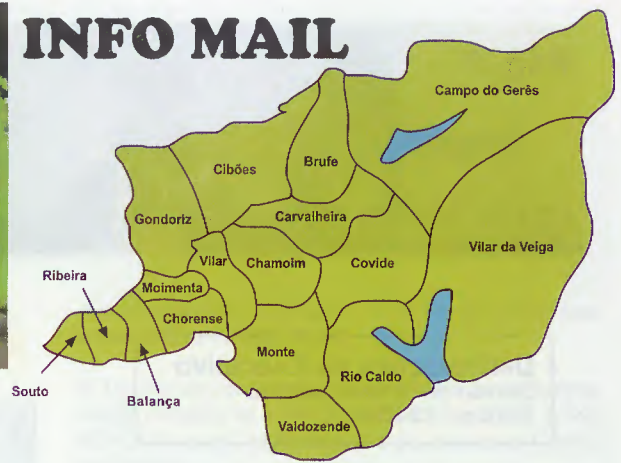 INFO MAIL
Campo do Gerês
Brufe
Cibões
Carvalheira
Gondoriz
Vilar da Veiga
Vilar
Chamoim
Covide
Ribeira
Moimenta
Chorense
Monte
Rio Caldo
Souto
Balança
Valdozende